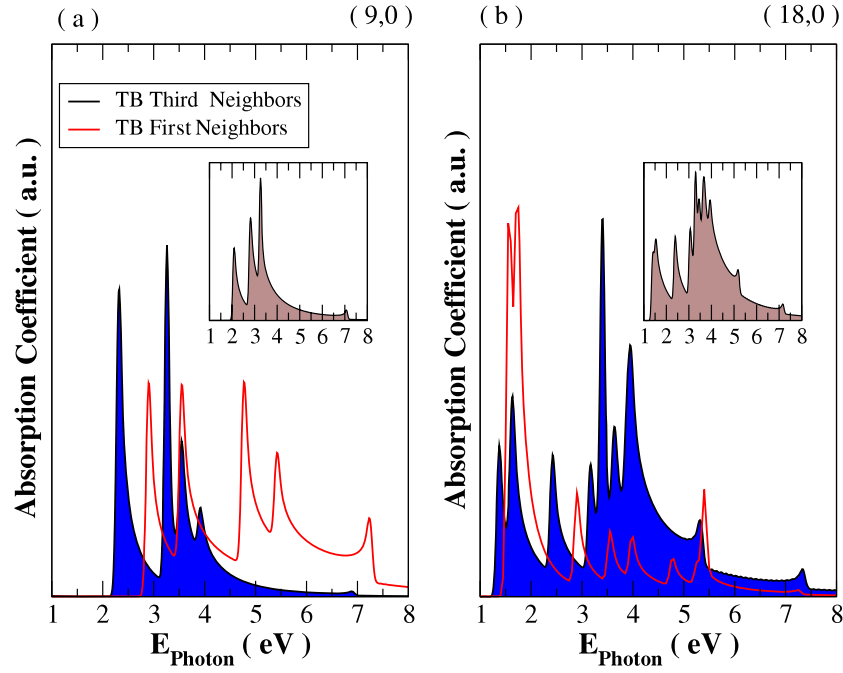 ( a )
( 9,0 )
( b )
( 18,0 )
TB Third Neighbors
TB First Neighbors
Absorption Coefficient ( a.u. )
1 2 3 4 5 6 7 8
1 2 3 4 5 6 7 8
E_Photon ( eV )
Absorption Coefficient ( a.u. )
1 2 3 4 5 6 7 8
1 2 3 4 5 6 7 8
E_Photon ( eV )